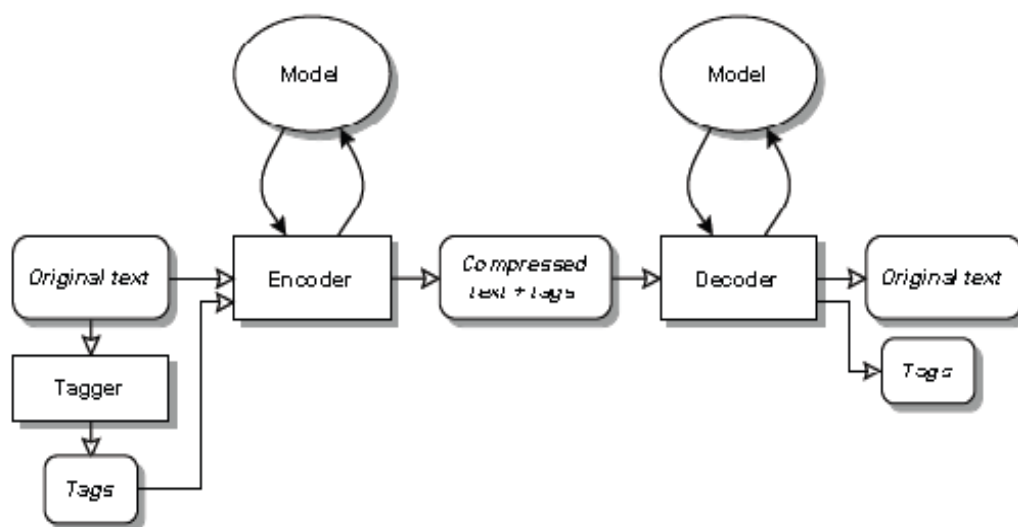 Model
Model
Original text
Encoder
Compressed
text + tags
Decoder
Original text
Tagger
Tags
Tags